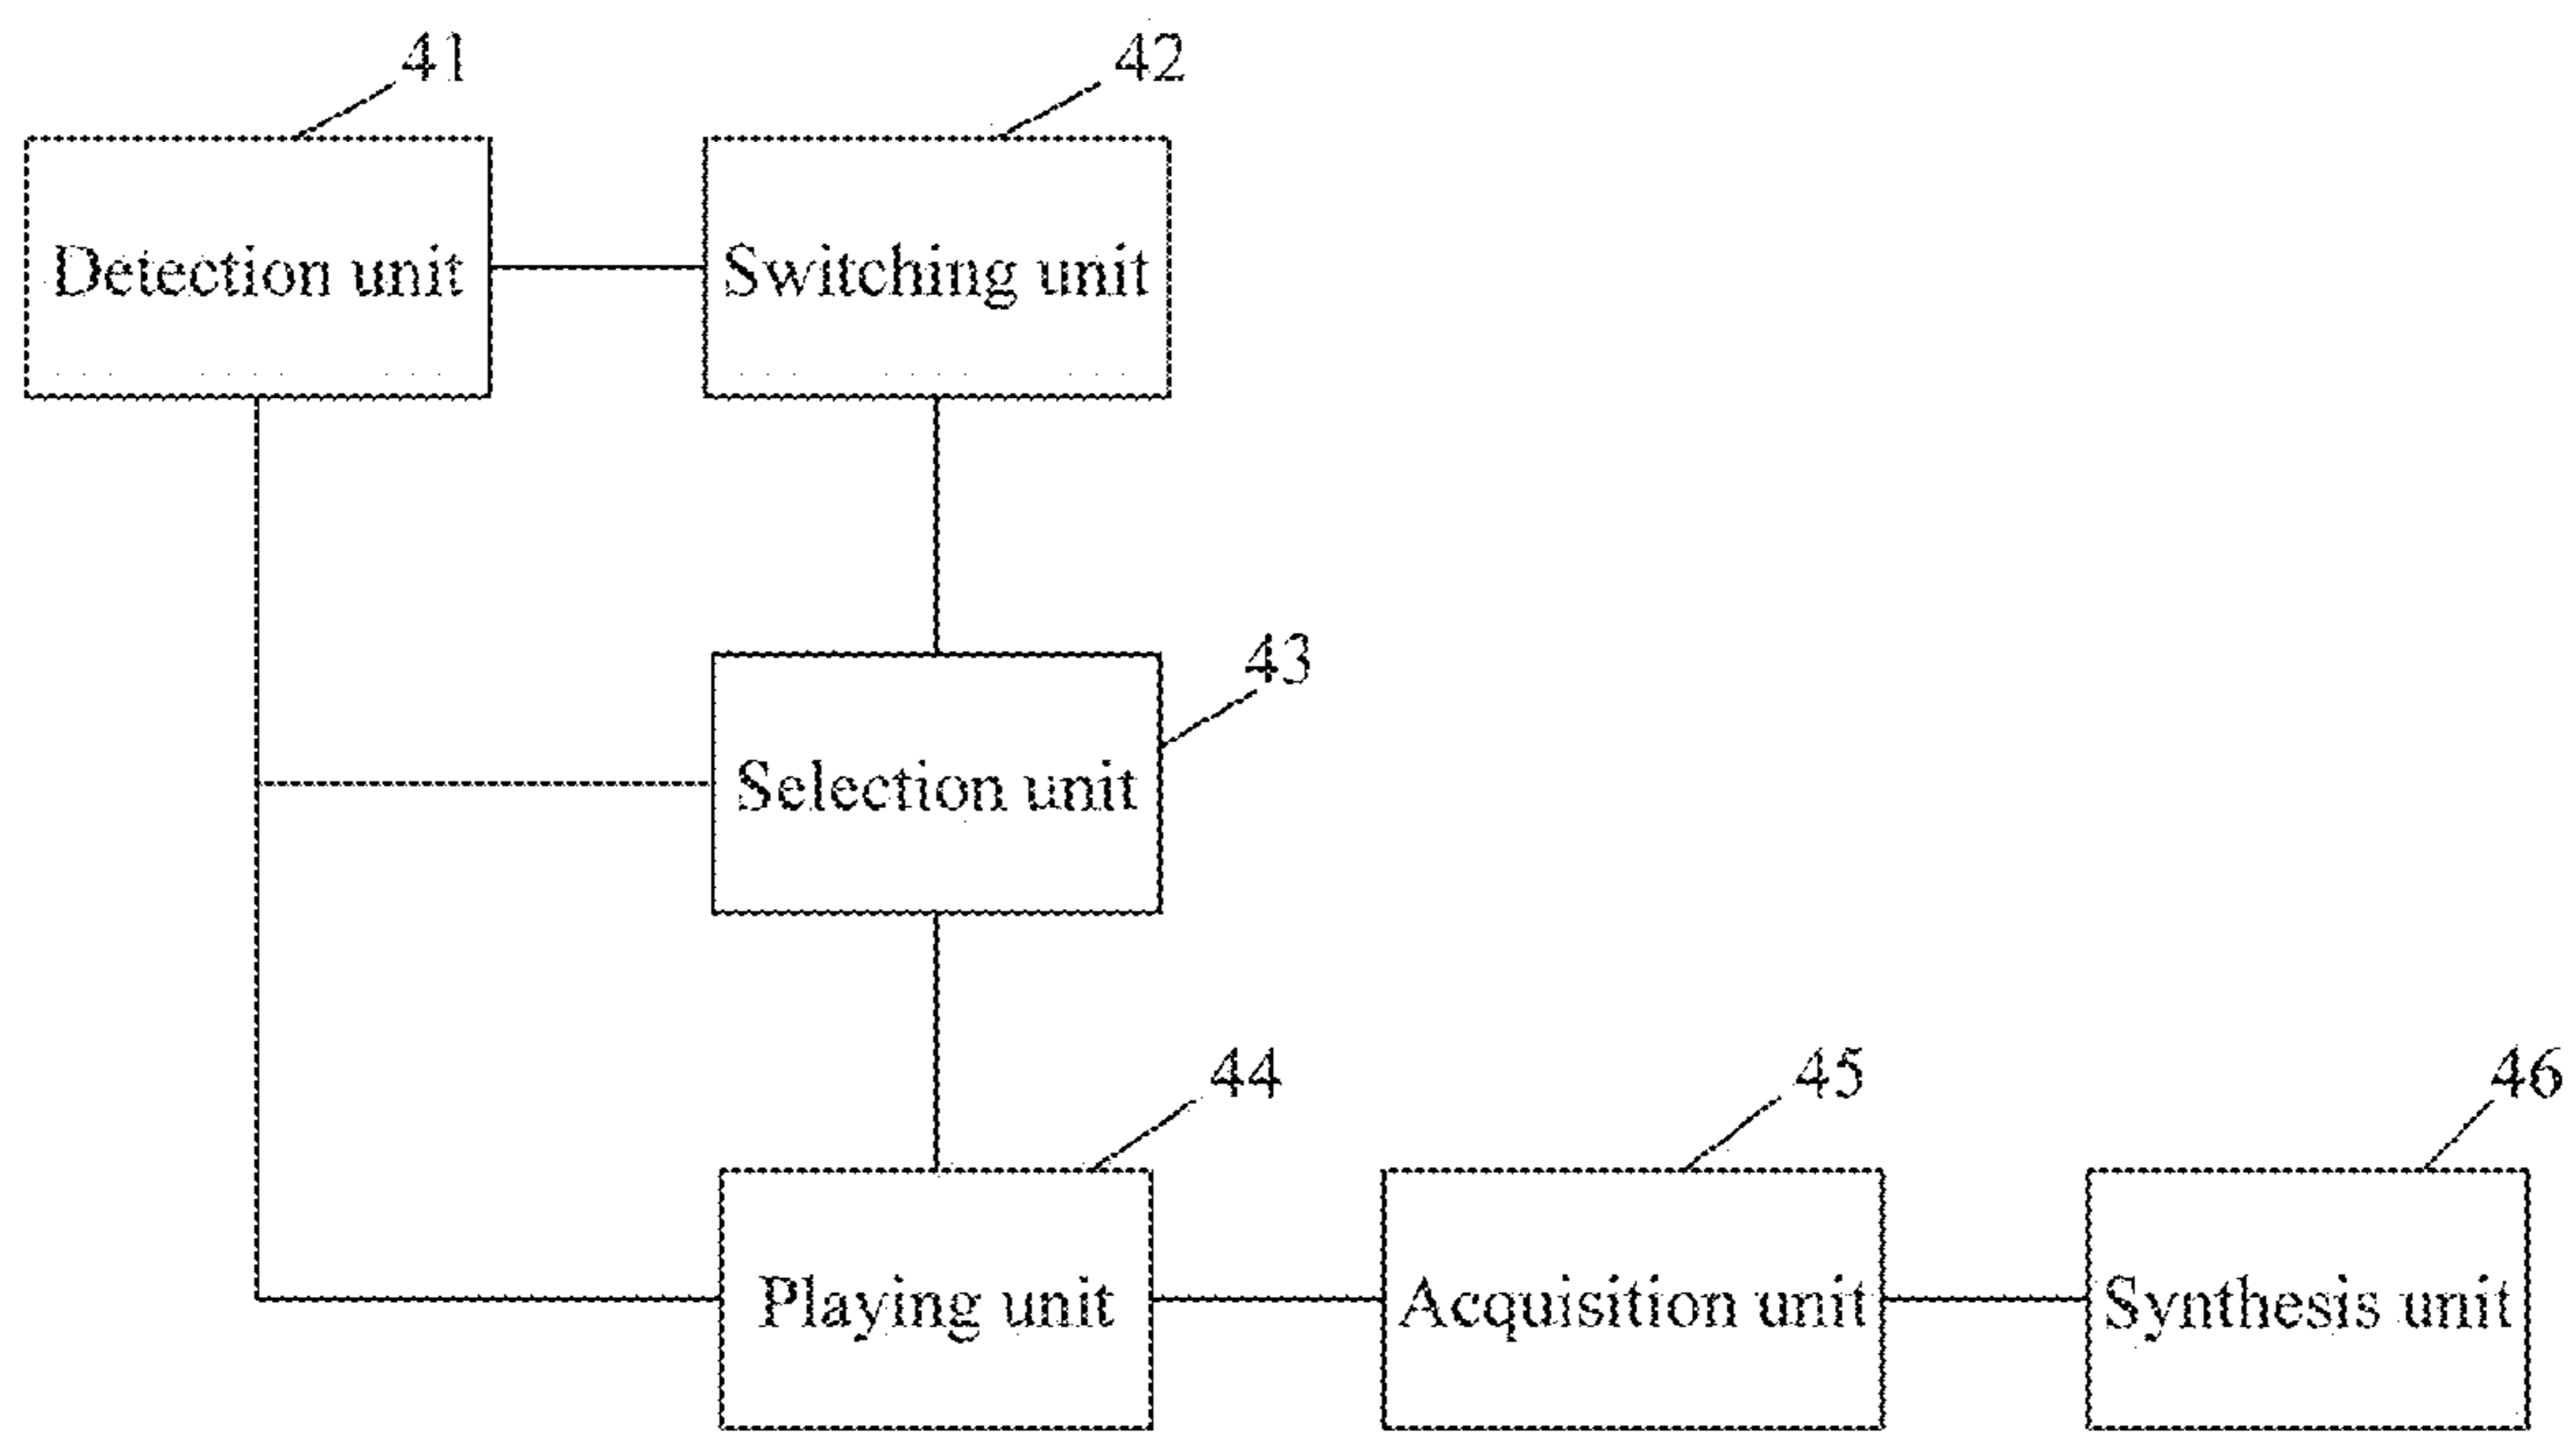 41
42
Detection unit
Switching unit
43
Selection unit
44
45
46
Playing unit
Acquisition unit
Synthesis unit